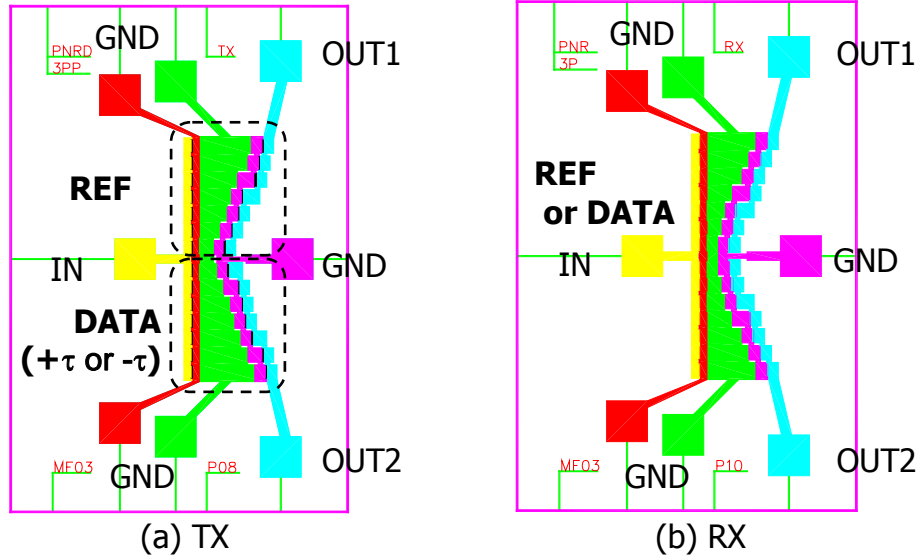 GND
PNRD
3PP
TX
OUT1
REF
IN
GND
DATA
(+τ or -τ)
MF03
GND
P08
OUT2
(a) TX
GND
PNR
3P
RX
OUT1
REF
or DATA
IN
GND
MF03
GND
P10
OUT2
(b) RX